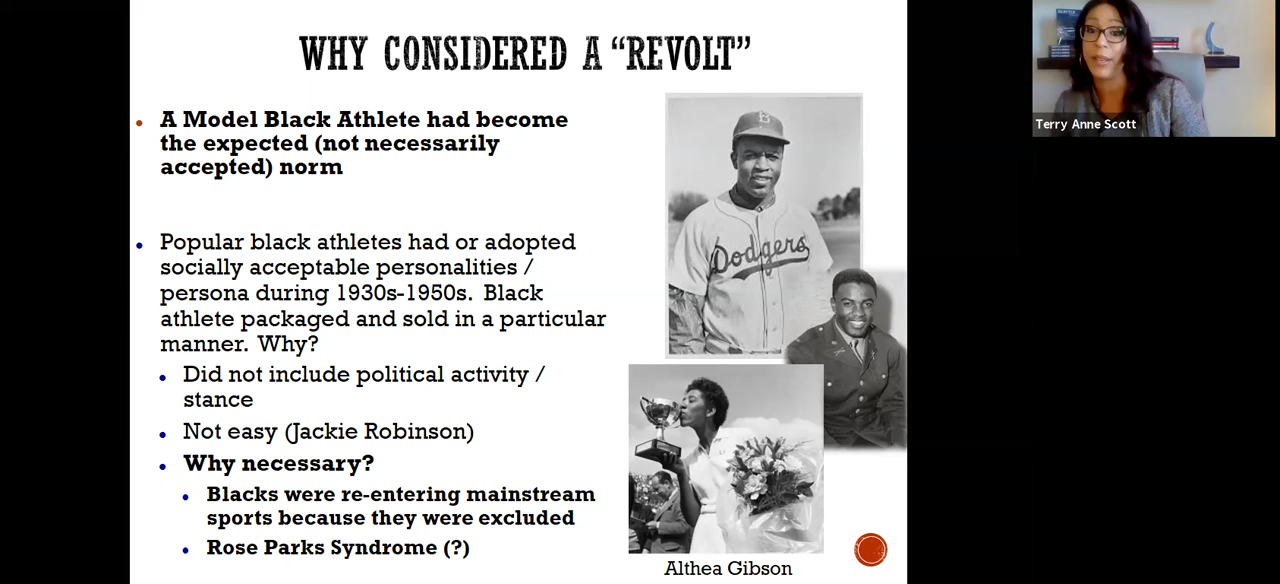 WHY CONSIDERED A “REVOLT”
A Model Black Athlete had become
the expected (not necessarily
accepted) norm
Popular black athletes had or adopted
socially acceptable personalities /
persona during 1930s-1950s. Black
athlete packaged and sold in a particular
manner. Why?
Did not include political activity /
stance
Not easy (Jackie Robinson)
Why necessary?
Blacks were re-entering mainstream
sports because they were excluded
Rose Parks Syndrome (?)
B
Dodgers
Althea Gibson
Terry Anne Scott